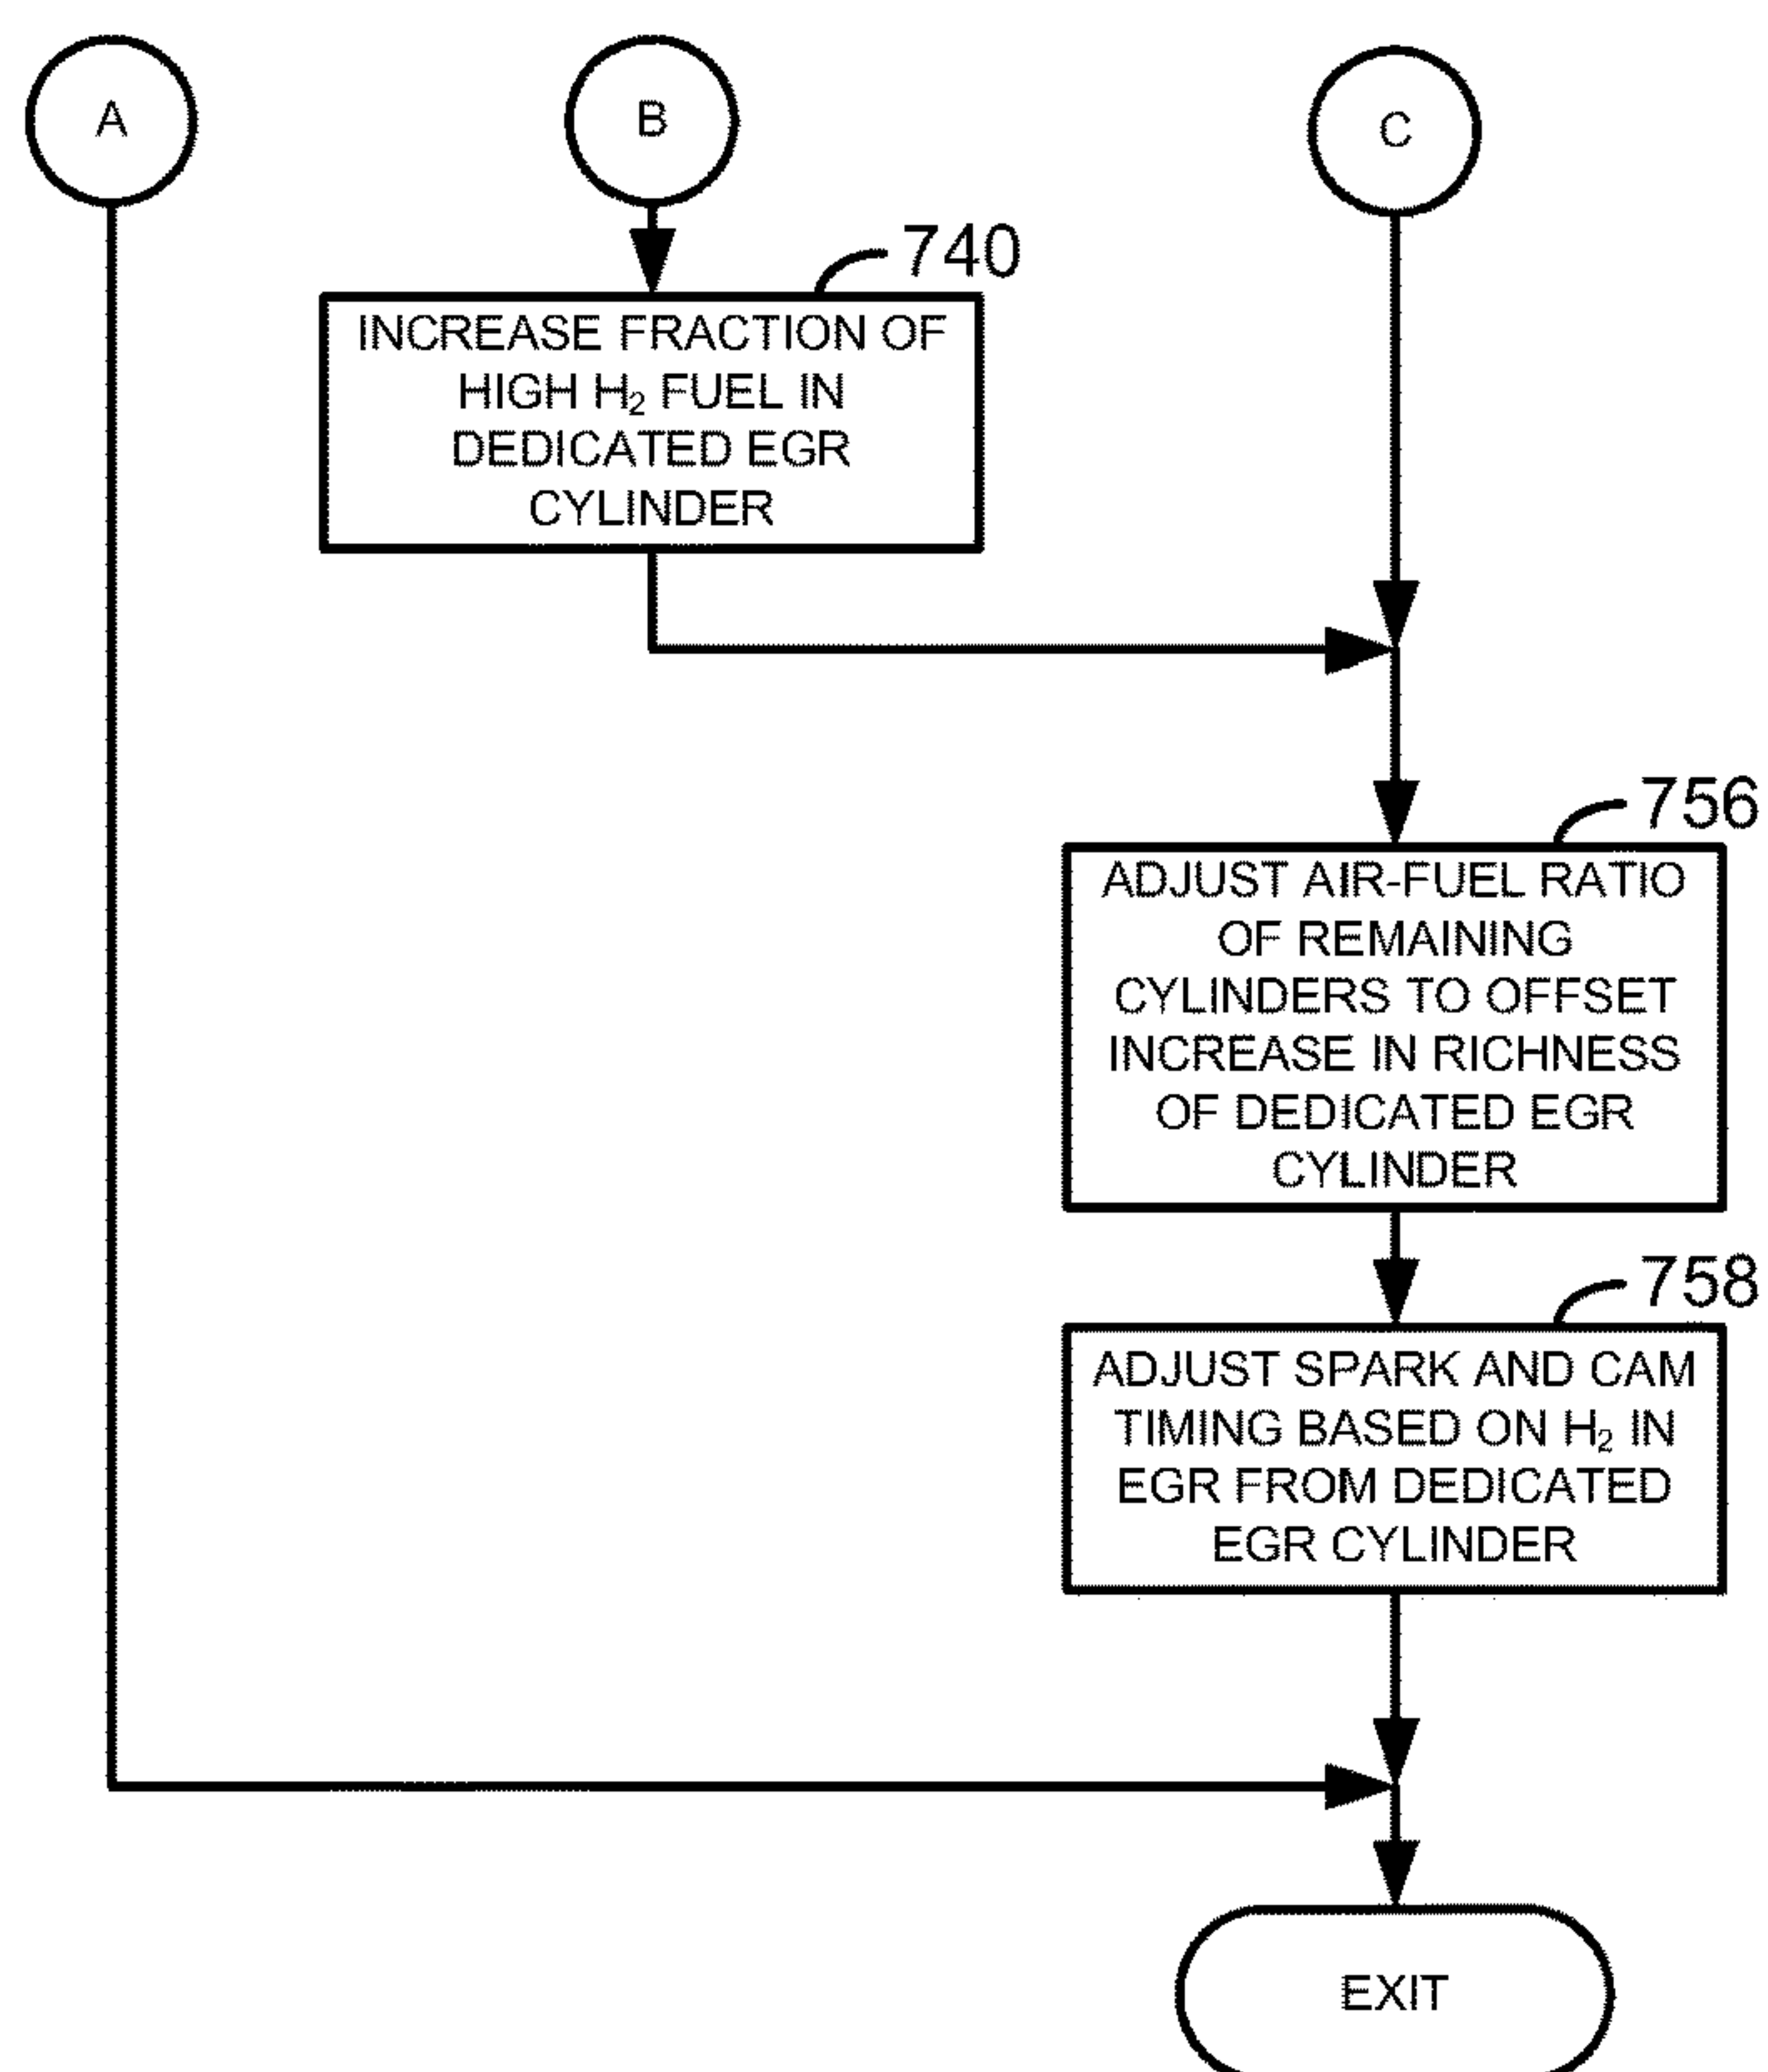 A
B
C
740
INCREASE FRACTION OF
HIGH H₂ FUEL IN
DEDICATED EGR
CYLINDER
756
ADJUST AIR-FUEL RATIO
OF REMAINING
CYLINDERS TO OFFSET
INCREASE IN RICHNESS
OF DEDICATED EGR
CYLINDER
758
ADJUST SPARK AND CAM
TIMING BASED ON H₂ IN
EGR FROM DEDICATED
EGR CYLINDER
EXIT